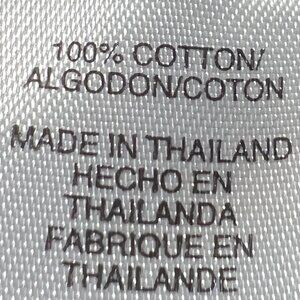 100% COTTON/
ALGODON/COTON
MADE IN THAILAND
HECHO EN
THAILANDA
FABRIQUE EN
THAILANDE